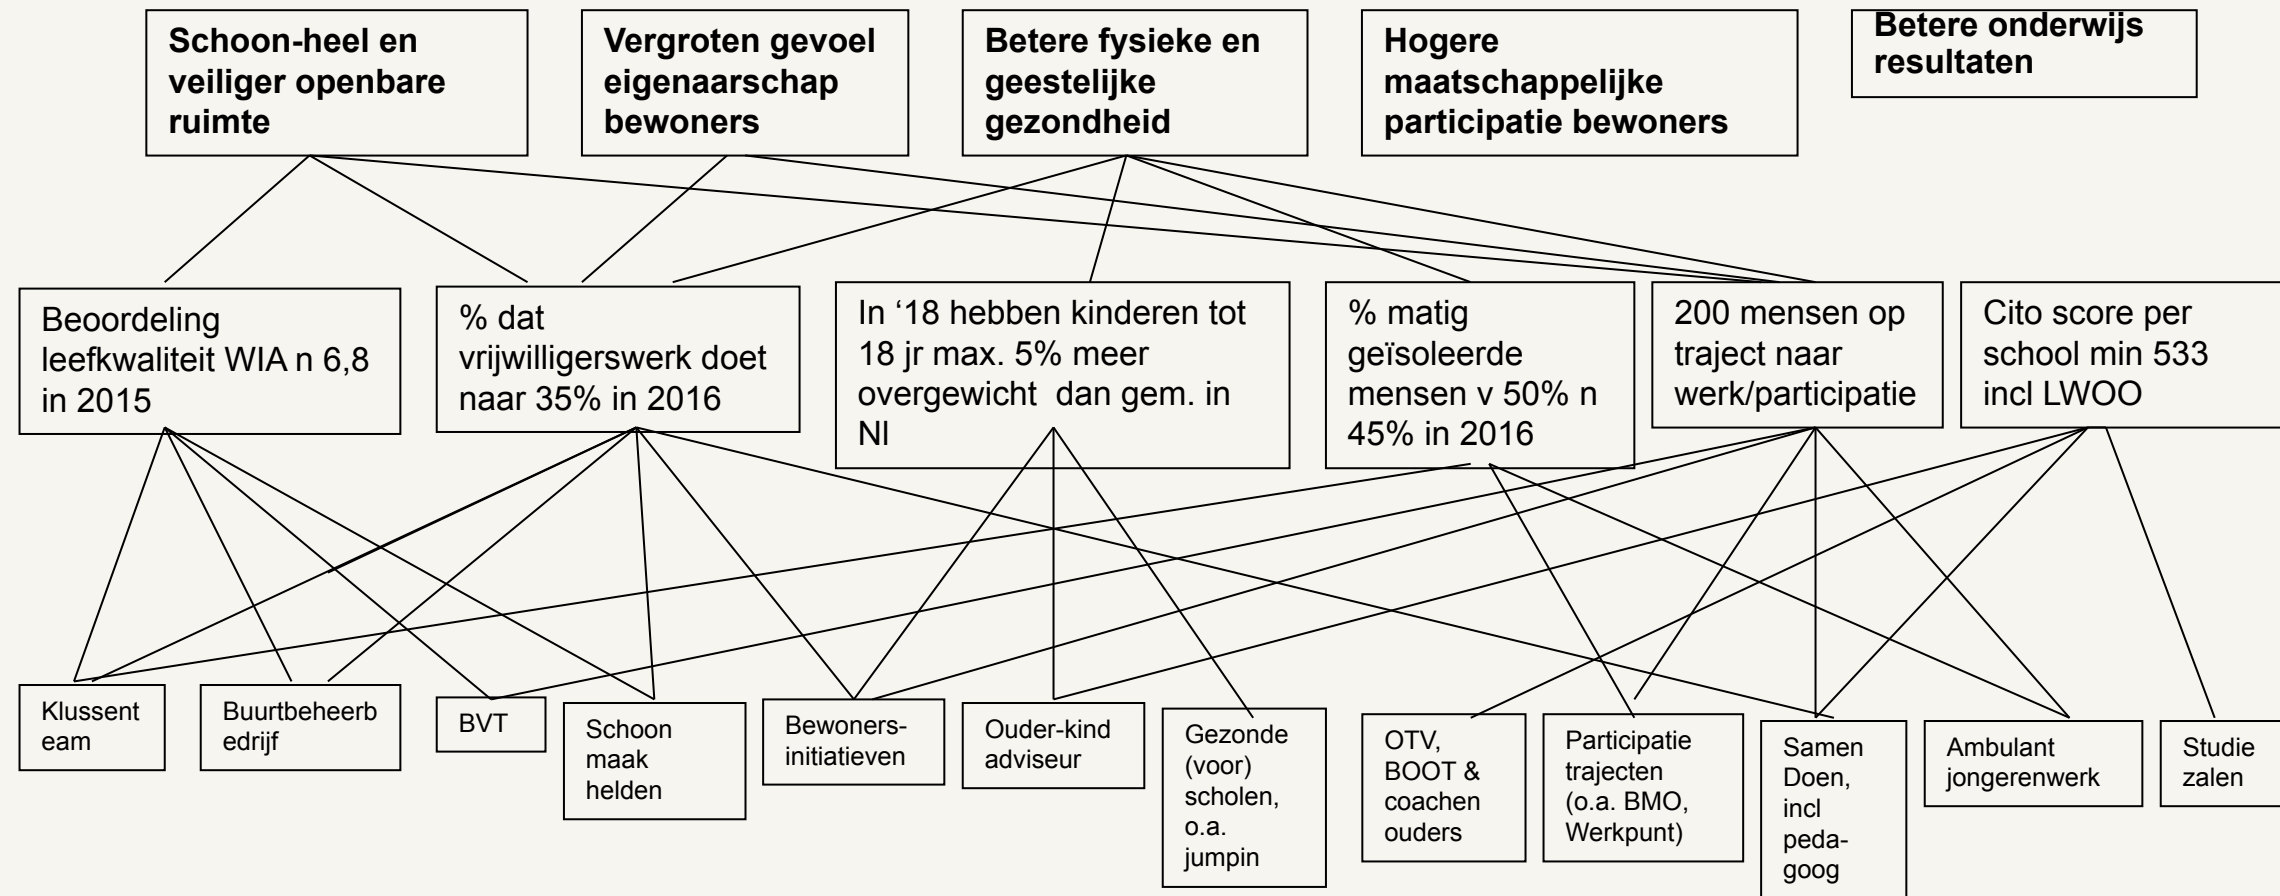 Schoon-heel en
veiliger openbare
ruimte
Vergroten gevoel
eigenaarschap
bewoners
Betere fysieke en
geestelijke
gezondheid
Hogere
maatschappelijke
participatie bewoners
Betere onderwijs
resultaten
Beoordeling
leefkwaliteit WIA n 6,8
in 2015
% dat
vrijwilligerswerk doet
naar 35% in 2016
In ‘18 hebben kinderen tot
18 jr max. 5% meer
overgewicht  dan gem. in
Nl
% matig
geïsoleerde
mensen v 50% n
45% in 2016
200 mensen op
traject naar
werk/participatie
Cito score per
school min 533
incl LWOO
Klussent
eam
Buurtbeheerb
edrijf
BVT
Schoon
maak
helden
Bewoners-
initiatieven
Ouder-kind
adviseur
Gezonde
(voor)
scholen,
o.a.
jumpin
OTV,
BOOT &
coachen
ouders
Participatie
trajecten
(o.a. BMO,
Werkpunt)
Samen
Doen,
incl
peda-
goog
Ambulant
jongerenwerk
Studie
zalen